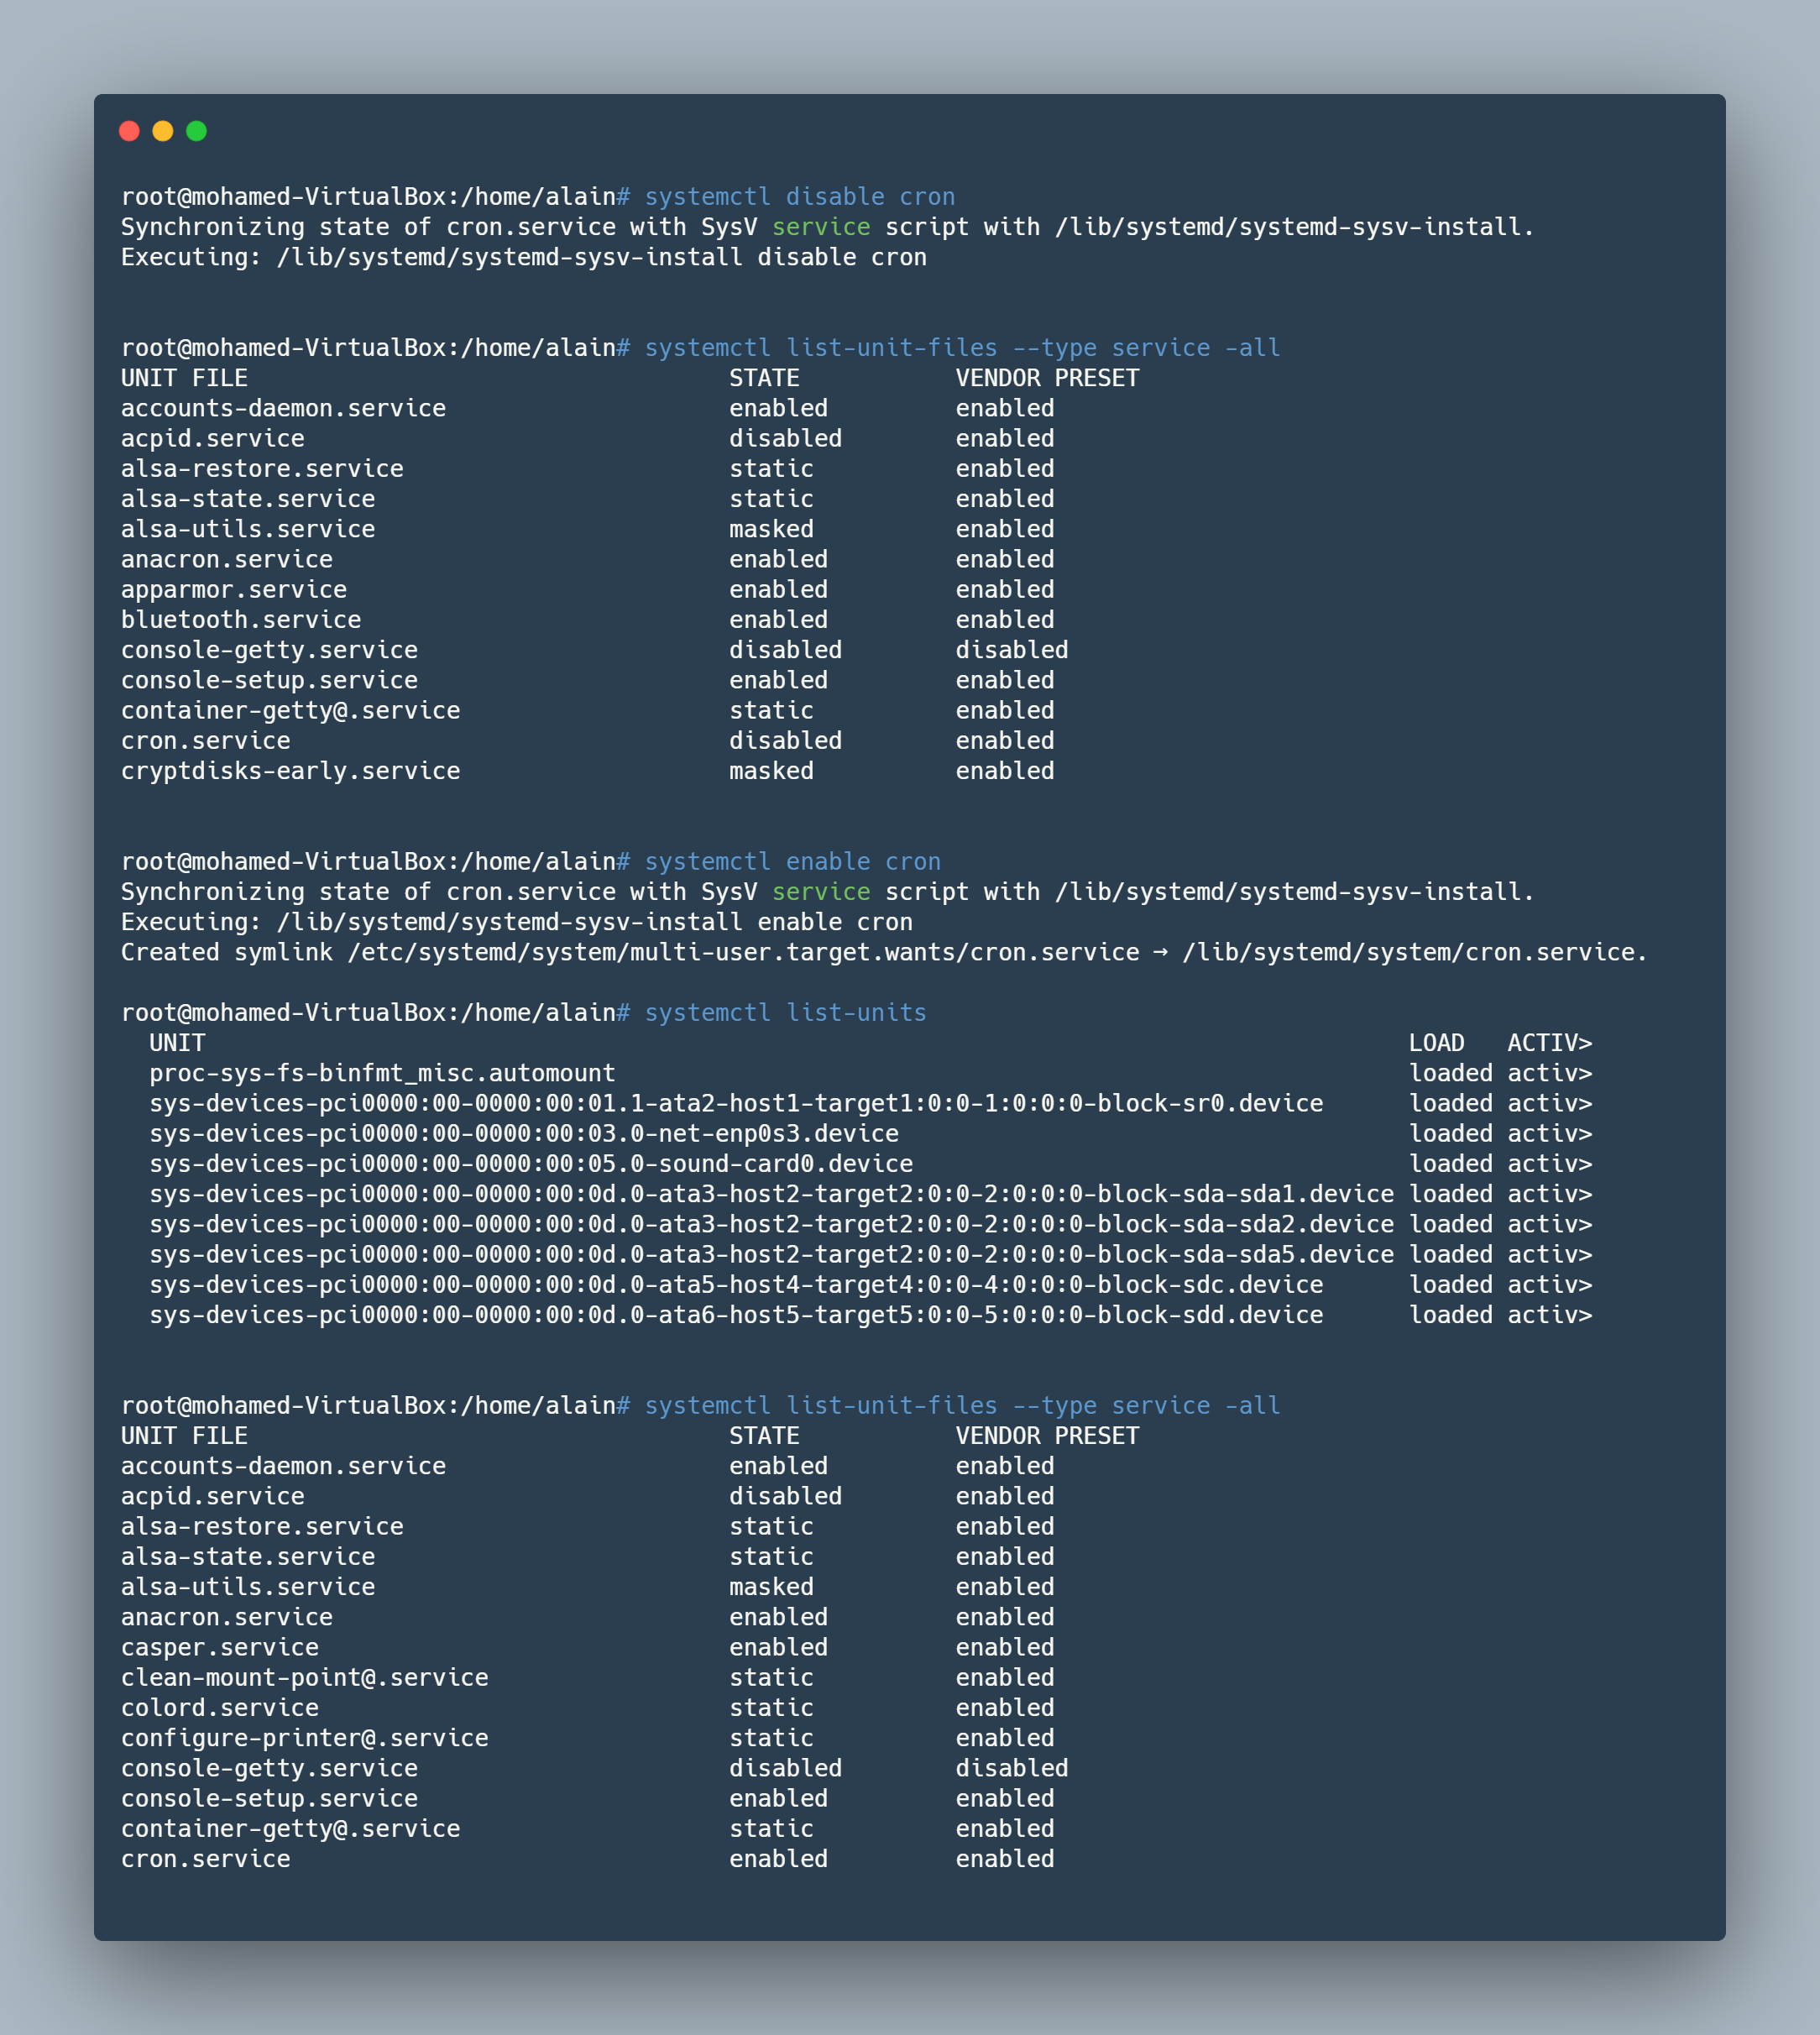 root@mohamed-VirtualBox:/home/alain# systemctl disable cron
Synchronizing state of cron.service with SysV service script with /lib/systemd/systemd-sysv-install.
Executing: /lib/systemd/systemd-sysv-install disable cron
root@mohamed-VirtualBox:/home/alain# systemctl list-unit-files --type service -all
UNIT FILE                                  STATE           VENDOR PRESET
accounts-daemon.service                    enabled         enabled
acpid.service                              disabled        enabled
alsa-restore.service                       static          enabled
alsa-state.service                         static          enabled
alsa-utils.service                         masked          enabled
anacron.service                            enabled         enabled
apparmor.service                           enabled         enabled
bluetooth.service                          enabled         enabled
console-getty.service                      disabled        disabled
console-setup.service                      enabled         enabled
container-getty@.service                   static          enabled
cron.service                               disabled        enabled
cryptdisks-early.service                   masked          enabled
root@mohamed-VirtualBox:/home/alain# systemctl enable cron
Synchronizing state of cron.service with SysV service script with /lib/systemd/systemd-sysv-install.
Executing: /lib/systemd/systemd-sysv-install enable cron
Created symlink /etc/systemd/system/multi-user.target.wants/cron.service → /lib/systemd/system/cron.service.
root@mohamed-VirtualBox:/home/alain# systemctl list-units
  UNIT                                                                                     LOAD   ACTIV>
  proc-sys-fs-binfmt_misc.automount                                                        loaded activ>
  sys-devices-pci0000:00-0000:00:01.1-ata2-host1-target1:0:0-1:0:0:0-block-sr0.device      loaded activ>
  sys-devices-pci0000:00-0000:00:03.0-net-enp0s3.device                                    loaded activ>
  sys-devices-pci0000:00-0000:00:05.0-sound-card0.device                                   loaded activ>
  sys-devices-pci0000:00-0000:00:0d.0-ata3-host2-target2:0:0-2:0:0:0-block-sda-sda1.device loaded activ>
  sys-devices-pci0000:00-0000:00:0d.0-ata3-host2-target2:0:0-2:0:0:0-block-sda-sda2.device loaded activ>
  sys-devices-pci0000:00-0000:00:0d.0-ata3-host2-target2:0:0-2:0:0:0-block-sda-sda5.device loaded activ>
  sys-devices-pci0000:00-0000:00:0d.0-ata5-host4-target4:0:0-4:0:0:0-block-sdc.device      loaded activ>
  sys-devices-pci0000:00-0000:00:0d.0-ata6-host5-target5:0:0-5:0:0:0-block-sdd.device      loaded activ>
root@mohamed-VirtualBox:/home/alain# systemctl list-unit-files --type service -all
UNIT FILE                                  STATE           VENDOR PRESET
accounts-daemon.service                    enabled         enabled
acpid.service                              disabled        enabled
alsa-restore.service                       static          enabled
alsa-state.service                         static          enabled
alsa-utils.service                         masked          enabled
anacron.service                            enabled         enabled
casper.service                             enabled         enabled
clean-mount-point@.service                 static          enabled
colord.service                             static          enabled
configure-printer@.service                 static          enabled
console-getty.service                      disabled        disabled
console-setup.service                      enabled         enabled
container-getty@.service                   static          enabled
cron.service                               enabled         enabled